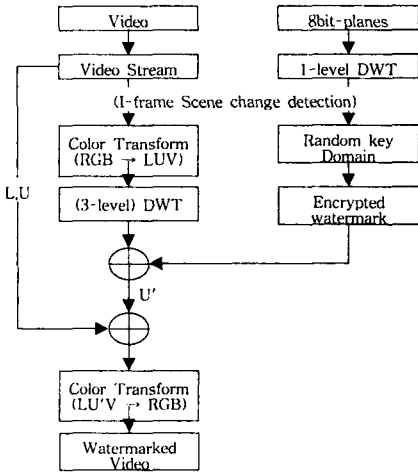 Video
8bit-planes
Video Stream
1-level DWT
(I-frame Scene change detection)
Color Transform
(RGB → LUV)
Random key
Domain
L,U
(3-level) DWT
Encrypted
watermark
U'
Color Transform
(LU'V → RGB)
Watermarked
Video